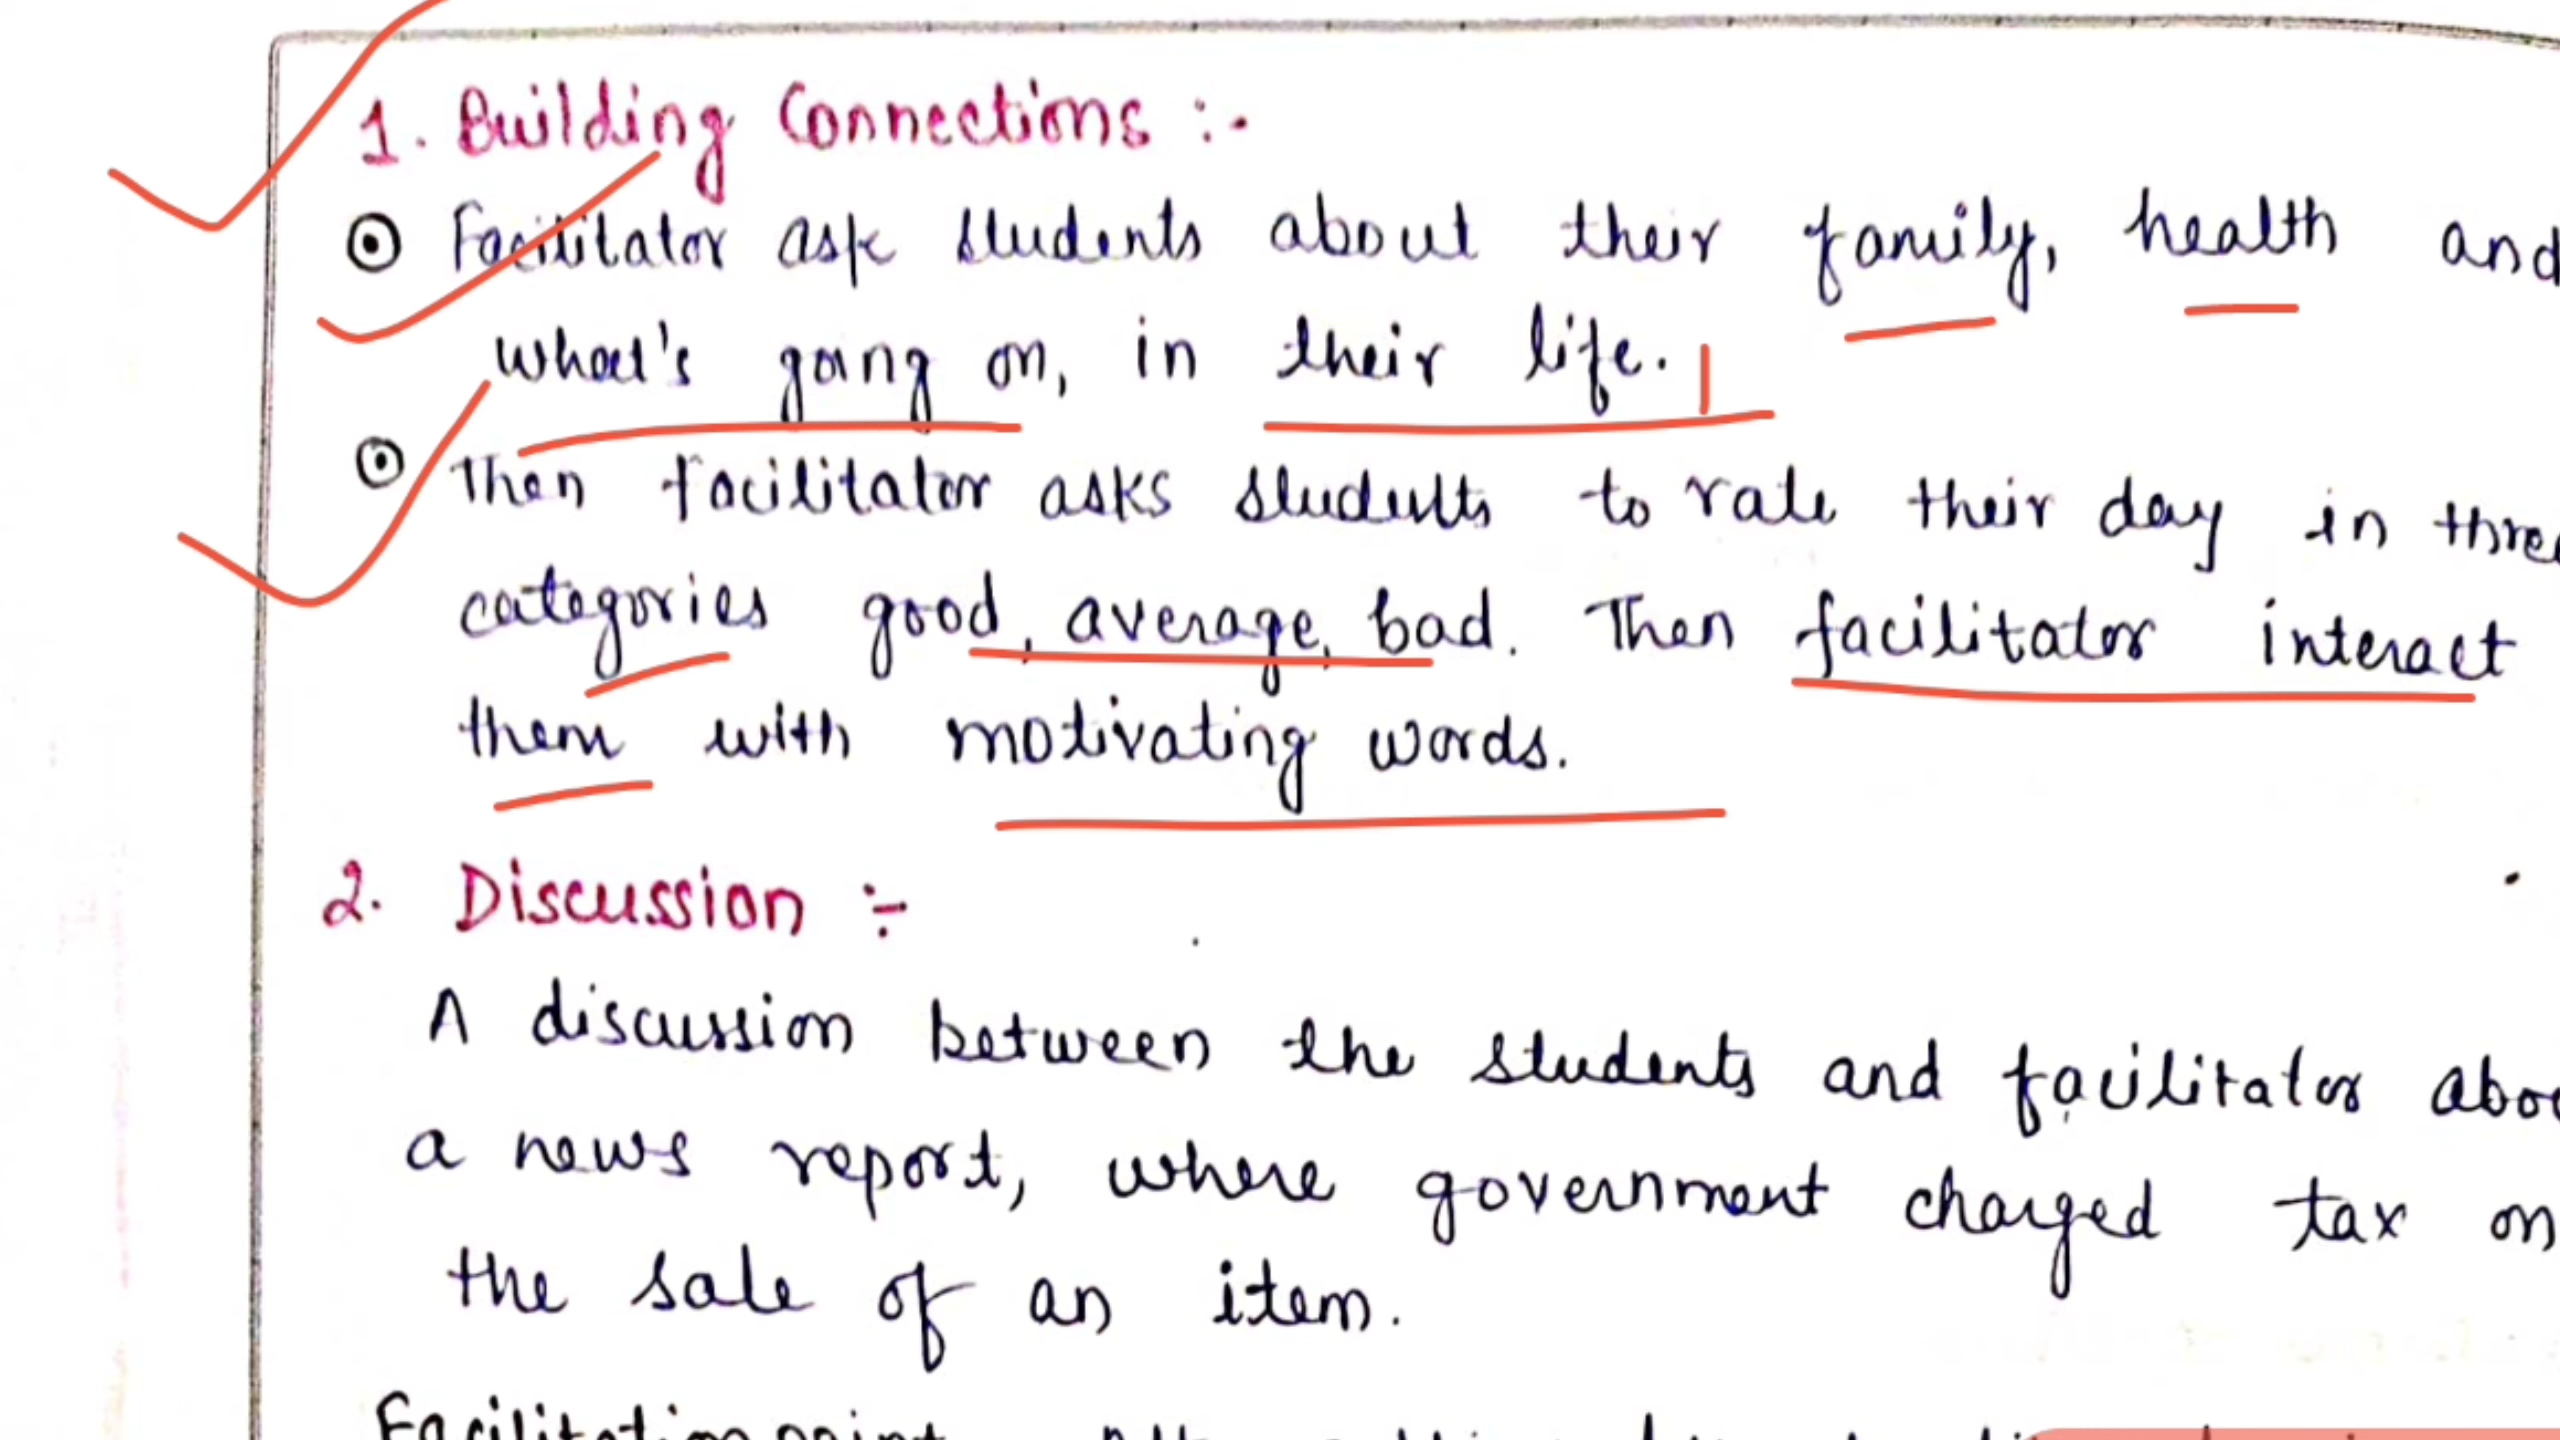 1. Building Connections :-
Facilitator ask students about their family, health and
what's going on, in their life.
Then facilitator asks students to rate their day in three
categories good, average, bad. Then facilitator interact
them with motivating words.
2. Discussion :-
A discussion between the students and facilitator
a news report, where government charged tax on
the sale of an item.
Facilitation point